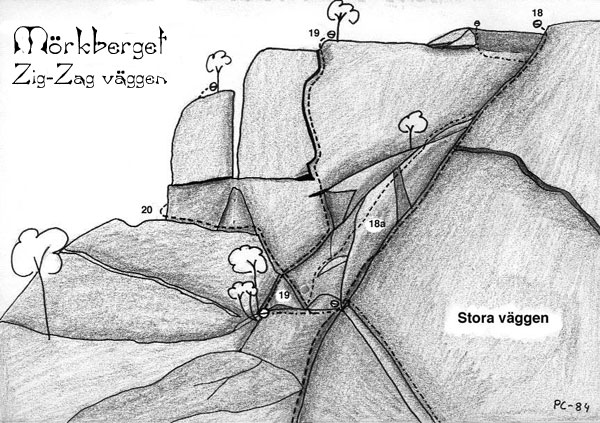 Mörkberget
Zig-Zag väggen
18
19
20
18a
19
Stora väggen
PC-84